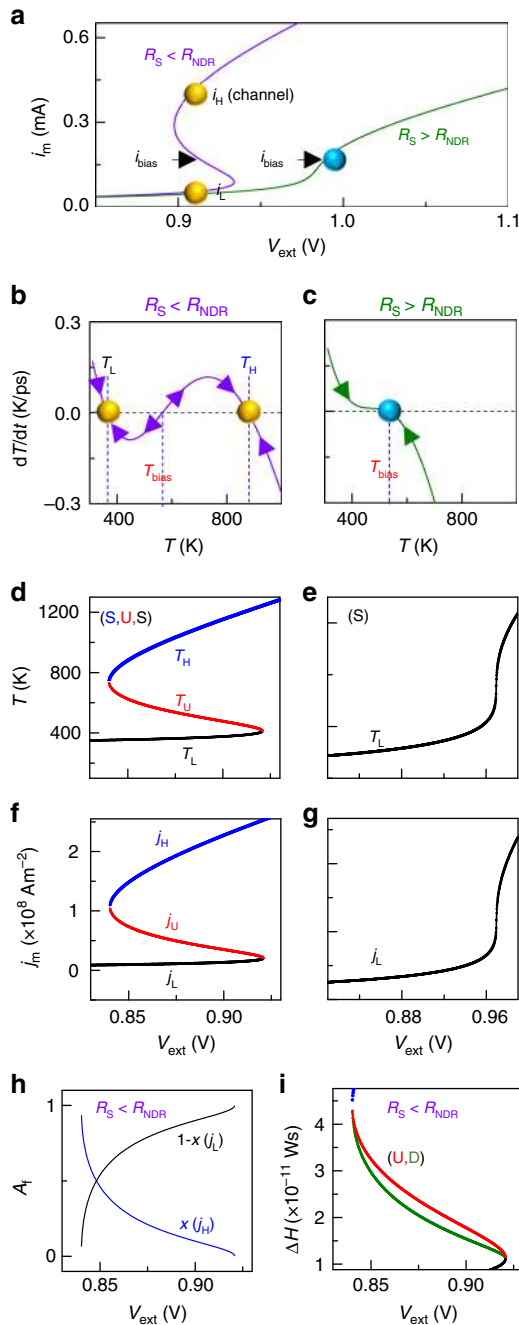 a
0.6
0.3
0.0
i_m (mA)
R_S < R_NDR
i_H (channel)
R_S > R_NDR
i_bias
i_bias
i_L
0.9
1.0
1.1
V_ext (V)
b
R_S < R_NDR
c
R_S > R_NDR
0.3
0.0
–0.3
dT/dt (K/ps)
T_L
T_H
T_bias
T_bias
400
800
400
800
T (K)
T (K)
d
e
1200
800
400
T (K)
(S,U,S)
(S)
T_H
T_U
T_L
T_L
f
g
2
1
0
j_m (×10⁸ Am⁻²)
j_H
j_U
j_L
j_L
0.85
0.90
0.88
0.96
V_ext (V)
V_ext (V)
h
i
1
0
A_f
R_S < R_NDR
1-x (j_L)
x (j_H)
R_S < R_NDR
(U,D)
4
3
2
1
ΔH (×10⁻¹¹ Ws)
0.85
0.90
0.85
0.90
V_ext (V)
V_ext (V)